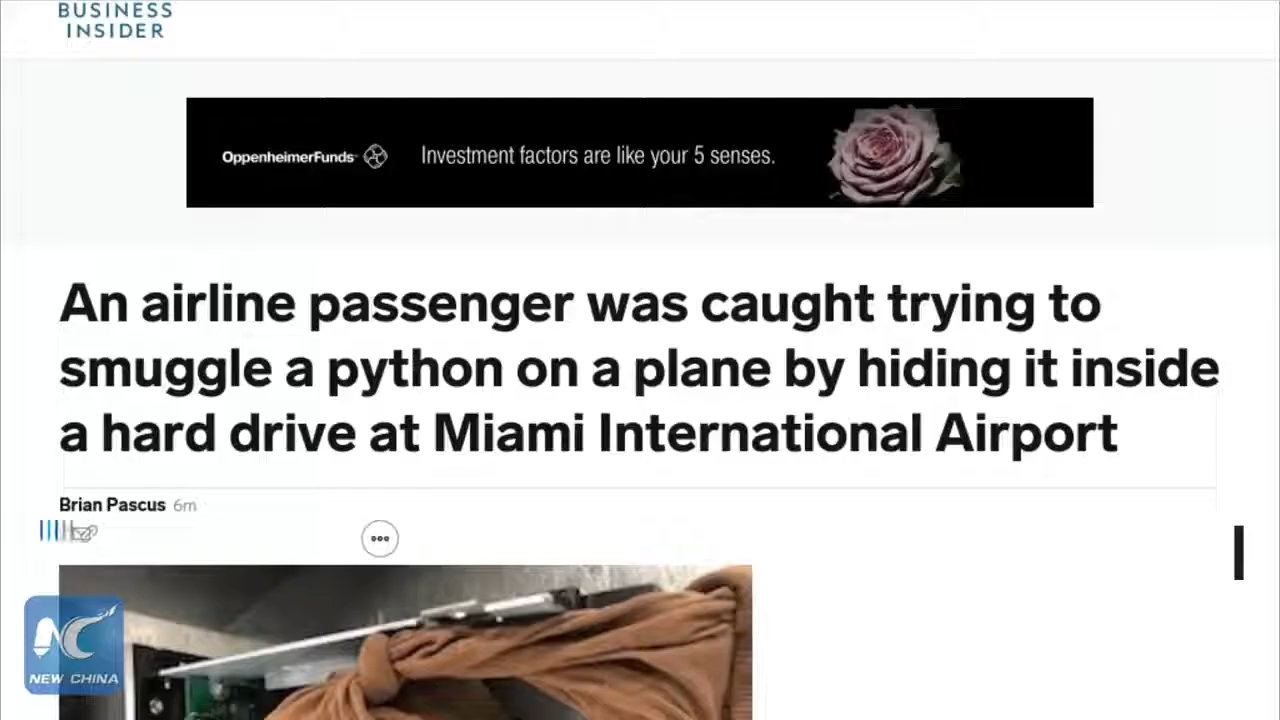 BUSINESS
INSIDER
OppenheimerFunds Investment factors are like your 5 senses.
An airline passenger was caught trying to
smuggle a python on a plane by hiding it inside
a hard drive at Miami International Airport
Brian Pascus 6m
NEW CHINA